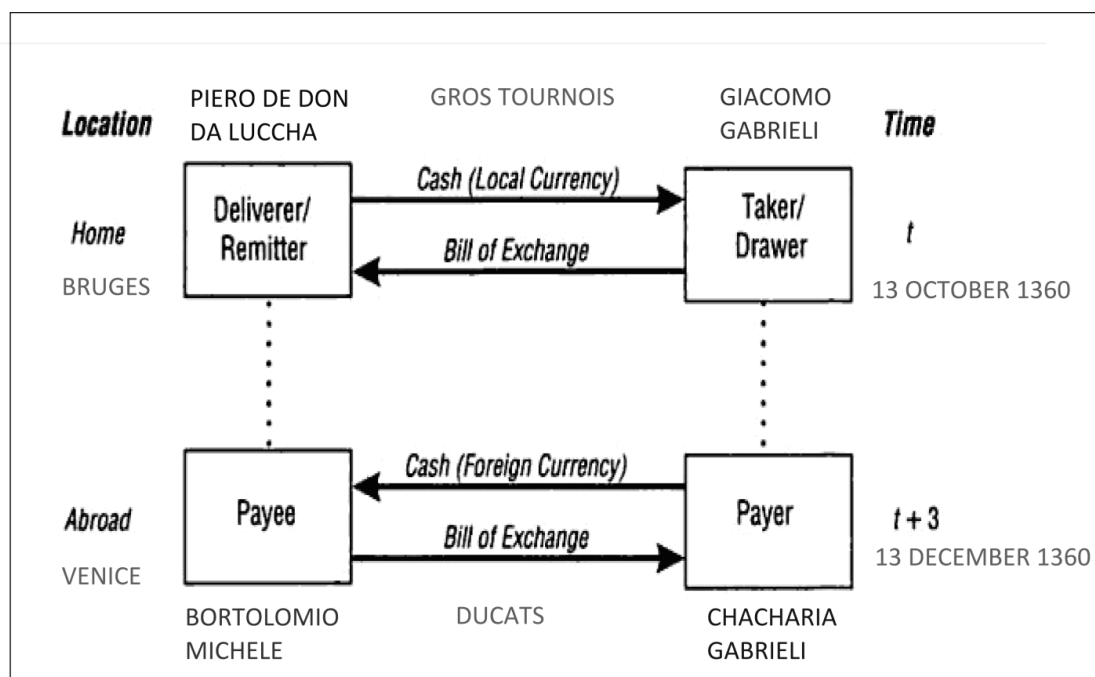 PIERO DE DON
DA LUCCHA
GROS TOURNOIS
GIACOMO
GABRIELI
Location
Time
Cash (Local Currency)
Deliverer/
Remitter
Taker/
Drawer
Home
t
Bill of Exchange
BRUGES
13 OCTOBER 1360
Cash (Foreign Currency)
Abroad
Payee
Payer
t + 3
Bill of Exchange
VENICE
13 DECEMBER 1360
BORTOLOMIO
MICHELE
DUCATS
CHACHARIA
GABRIELI